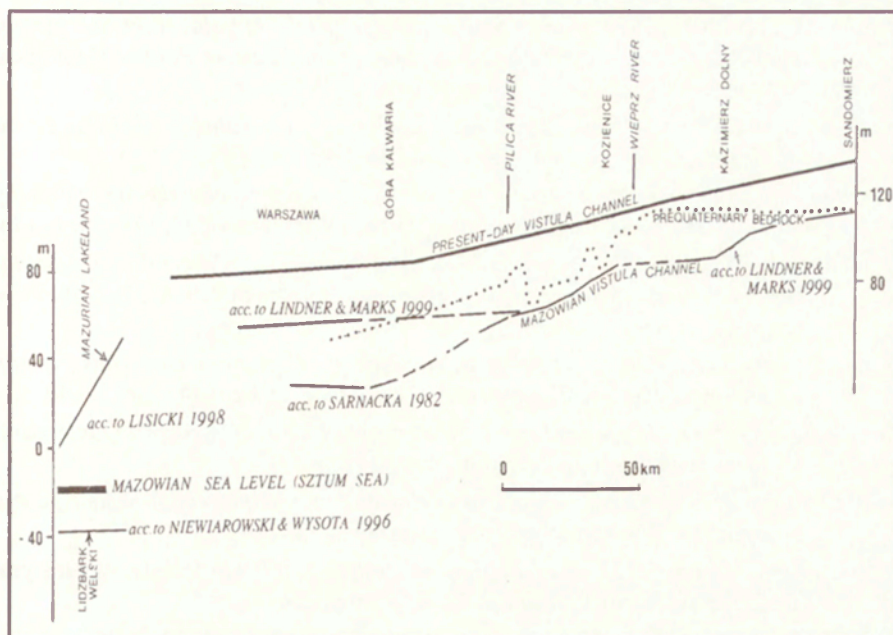 SANDOMIERZ
KAZIMIERZ DOLNY
WIEPRZ RIVER
KOZIENICE
PILICA RIVER
GÓRA KALWARIA
WARSZAWA
MAZURIAN LAKELAND
m
120
80
m
80
40
0
- 40
PRESENT-DAY VISTULA CHANNEL
PREQUATERNARY BEDROCK
MAZOWIAN VISTULA CHANNEL
acc.to LINDNER &
MARKS 1999
acc.to LINDNER & MARKS 1999
acc.to SARNACKA 1982
acc.to LISICKI 1998
0 50km
MAZOWIAN SEA LEVEL (SZTUM SEA)
acc.to NIEWIAROWSKI & WYSOTA 1996
LIDZBARK